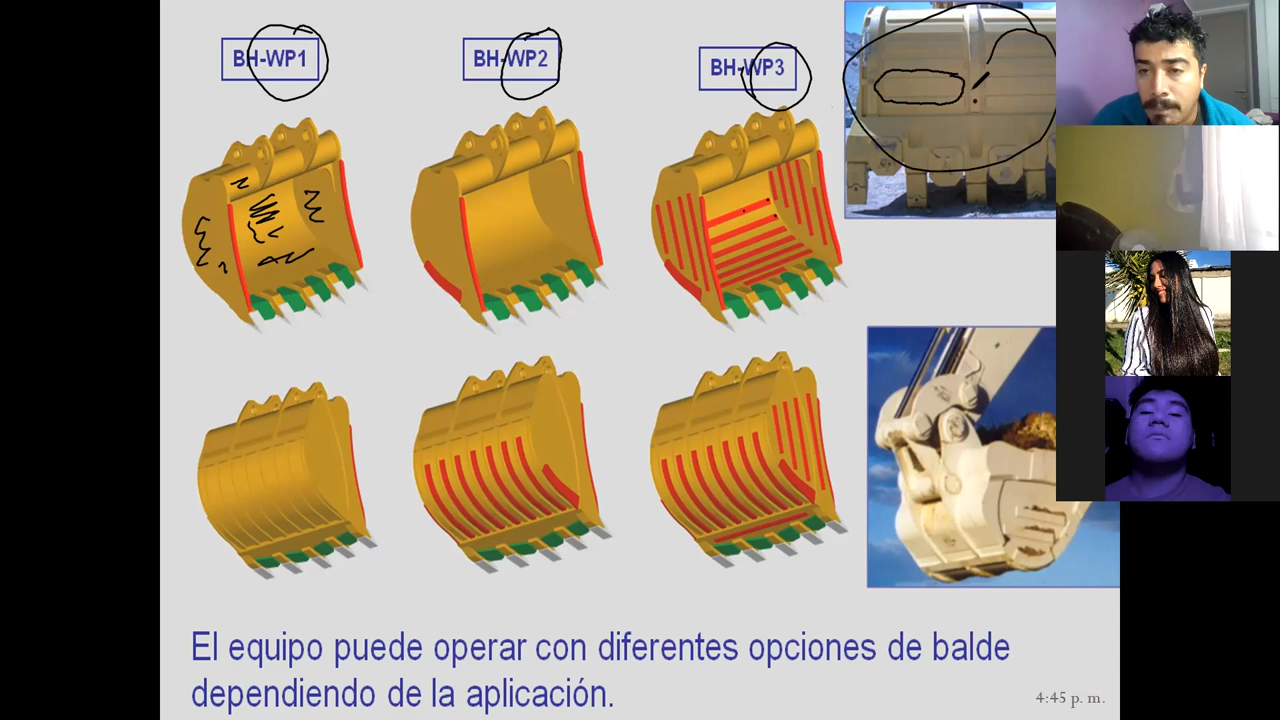 BH-WP1
BH-WP2
BH-WP3
El equipo puede operar con diferentes opciones de balde
dependiendo de la aplicación.
4:45 p. m.